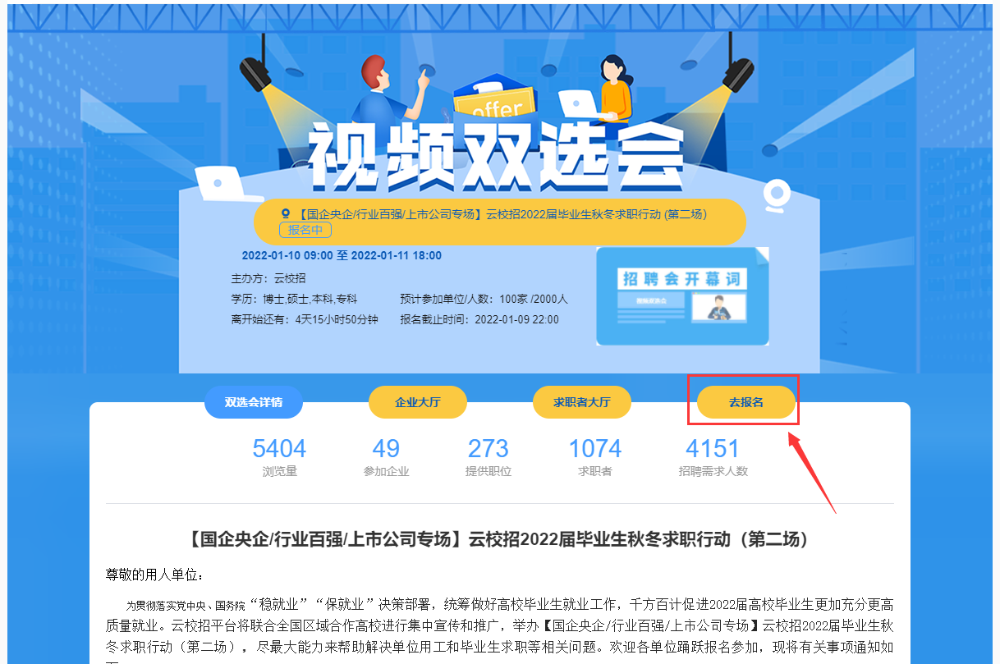 offer
视频双选会
【国企央企/行业百强/上市公司专场】云校招2022届毕业生秋冬求职行动 (第二场)
报名中
2022-01-10 09:00 至 2022-01-11 18:00
主办方：云校招
学历：博士,硕士,本科,专科
预计参加单位/人数：100家 /2000人
离开始还有：4天15小时50分钟
报名截止时间：2022-01-09 22:00
招聘会开幕词
双选会详情
企业大厅
求职者大厅
去报名
5404
49
273
1074
4151
浏览量
参加企业
提供职位
求职者
招聘需求人数
【国企央企/行业百强/上市公司专场】云校招2022届毕业生秋冬求职行动（第二场）
尊敬的用人单位：
为贯彻落实党中央、国务院“稳就业”“保就业”决策部署，统筹做好高校毕业生就业工作，千方百计促进2022届高校毕业生更加充分更高
质量就业。云校招平台将联合全国区域合作高校进行集中宣传和推广，举办【国企央企/行业百强/上市公司专场】云校招2022届毕业生秋
冬求职行动（第二场），尽最大能力来帮助解决单位用工和毕业生求职等相关问题。欢迎各单位踊跃报名参加，现将有关事项通知如